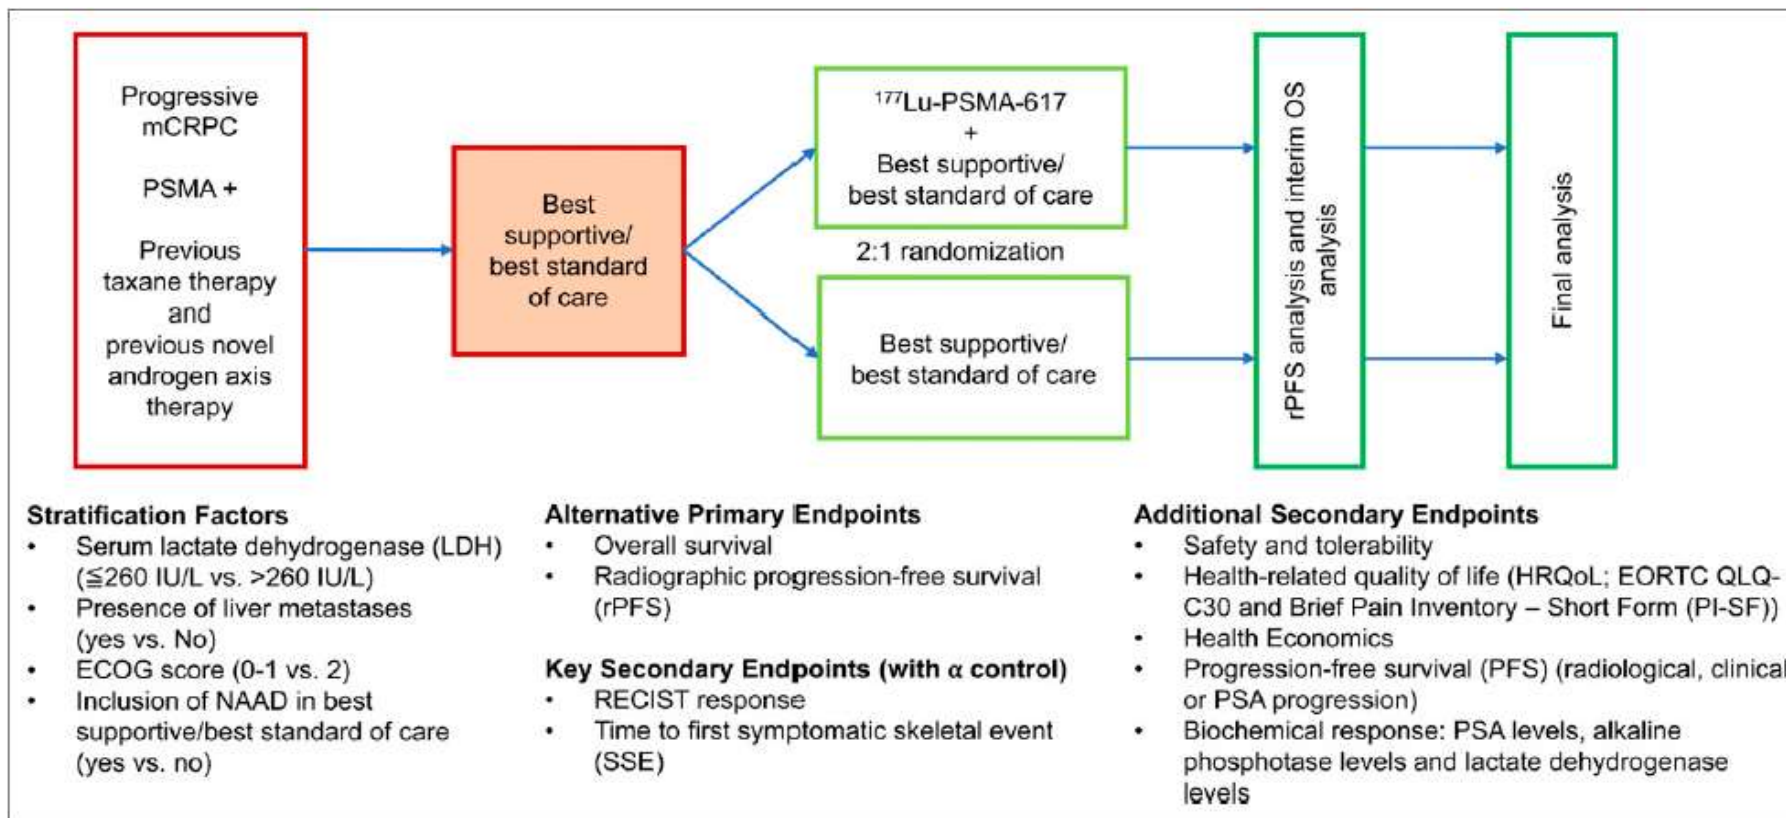 Progressive
mCRPC
PSMA +
Previous
taxane therapy
and
previous novel
androgen axis
therapy
Best
supportive/
best standard
of care
¹⁷⁷Lu-PSMA-617
+
Best supportive/
best standard of care
2:1 randomization
Best supportive/
best standard of care
rPFS analysis and interim OS
analysis
Final analysis
Stratification Factors
• Serum lactate dehydrogenase (LDH)
(≦260 IU/L vs. >260 IU/L)
• Presence of liver metastases
(yes vs. No)
• ECOG score (0-1 vs. 2)
• Inclusion of NAAD in best
supportive/best standard of care
(yes vs. no)
Alternative Primary Endpoints
• Overall survival
• Radiographic progression-free survival
(rPFS)
Key Secondary Endpoints (with α control)
• RECIST response
• Time to first symptomatic skeletal event
(SSE)
Additional Secondary Endpoints
• Safety and tolerability
• Health-related quality of life (HRQoL; EORTC QLQ-
C30 and Brief Pain Inventory – Short Form (PI-SF))
• Health Economics
• Progression-free survival (PFS) (radiological, clinical
or PSA progression)
• Biochemical response: PSA levels, alkaline
phosphotase levels and lactate dehydrogenase
levels